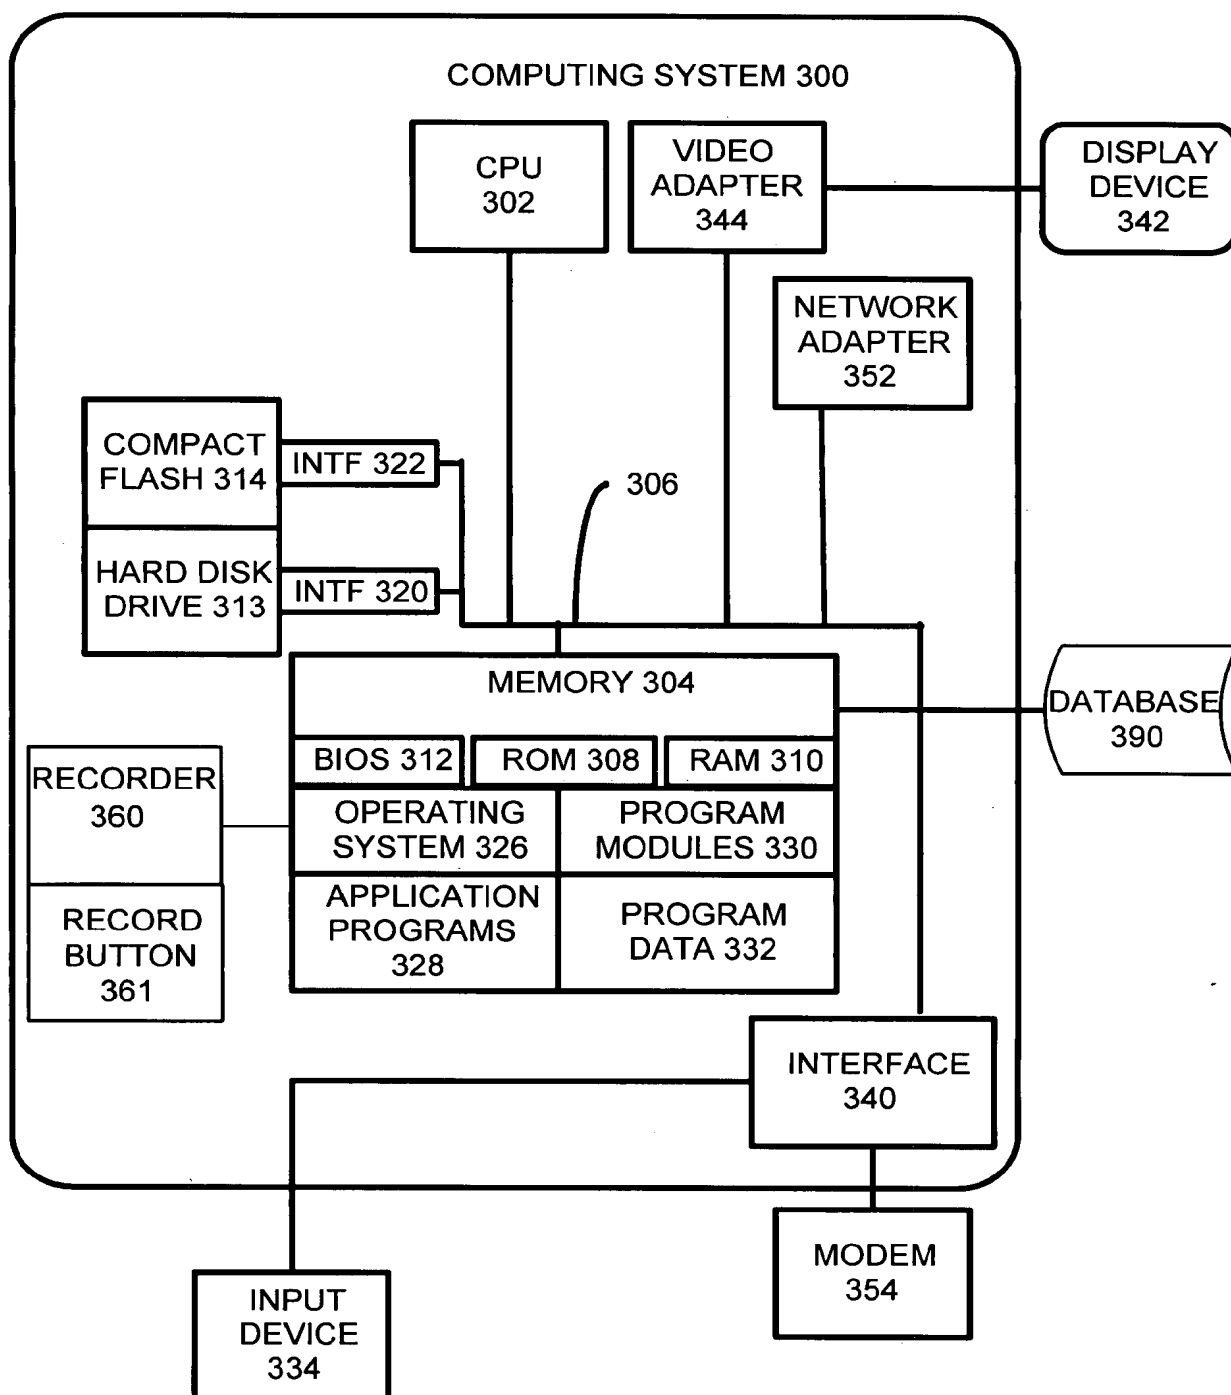 COMPUTING SYSTEM 300
CPU
302
VIDEO
ADAPTER
344
DISPLAY
DEVICE
342
NETWORK
ADAPTER
352
COMPACT
FLASH 314
INTF 322
306
HARD DISK
DRIVE 313
INTF 320
MEMORY 304
DATABASE
390
BIOS 312
ROM 308
RAM 310
RECORDER
360
OPERATING
SYSTEM 326
PROGRAM
MODULES 330
RECORD
BUTTON
361
APPLICATION
PROGRAMS
328
PROGRAM
DATA 332
INTERFACE
340
MODEM
354
INPUT
DEVICE
334